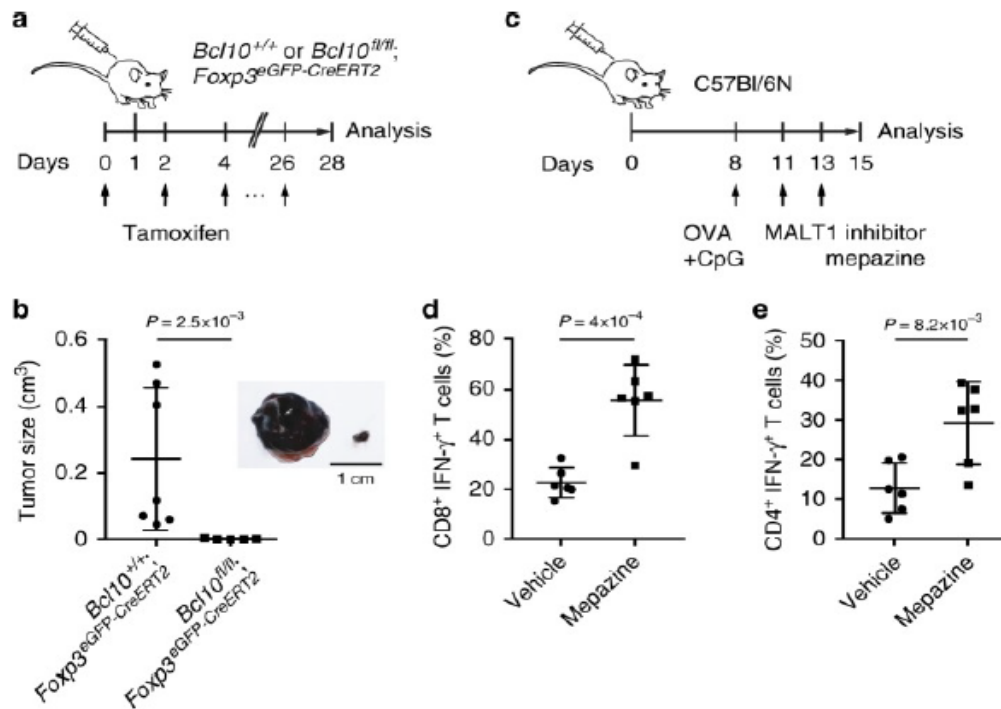 a
Bcl10+/+ or Bcl10fl/fl;
Foxp3eGFP-CreERT2
Analysis
Days 0 1 2 4 26 28
...
Tamoxifen
c
C57Bl/6N
Analysis
Days 0 8 11 13 15
OVA MALT1 inhibitor
+CpG mepazine
b
P = 2.5×10−3
Tumor size (cm3)
0.6
0.4
0.2
0
1 cm
Bcl10+/+;
Foxp3eGFP-CreERT2
Bcl10fl/fl;
Foxp3eGFP-CreERT2
d
P = 4×10−4
CD8+ IFN-γ+ T cells (%)
80
60
40
20
0
Vehicle
Mepazine
e
P = 8.2×10−3
CD4+ IFN-γ+ T cells (%)
50
40
30
20
10
0
Vehicle
Mepazine